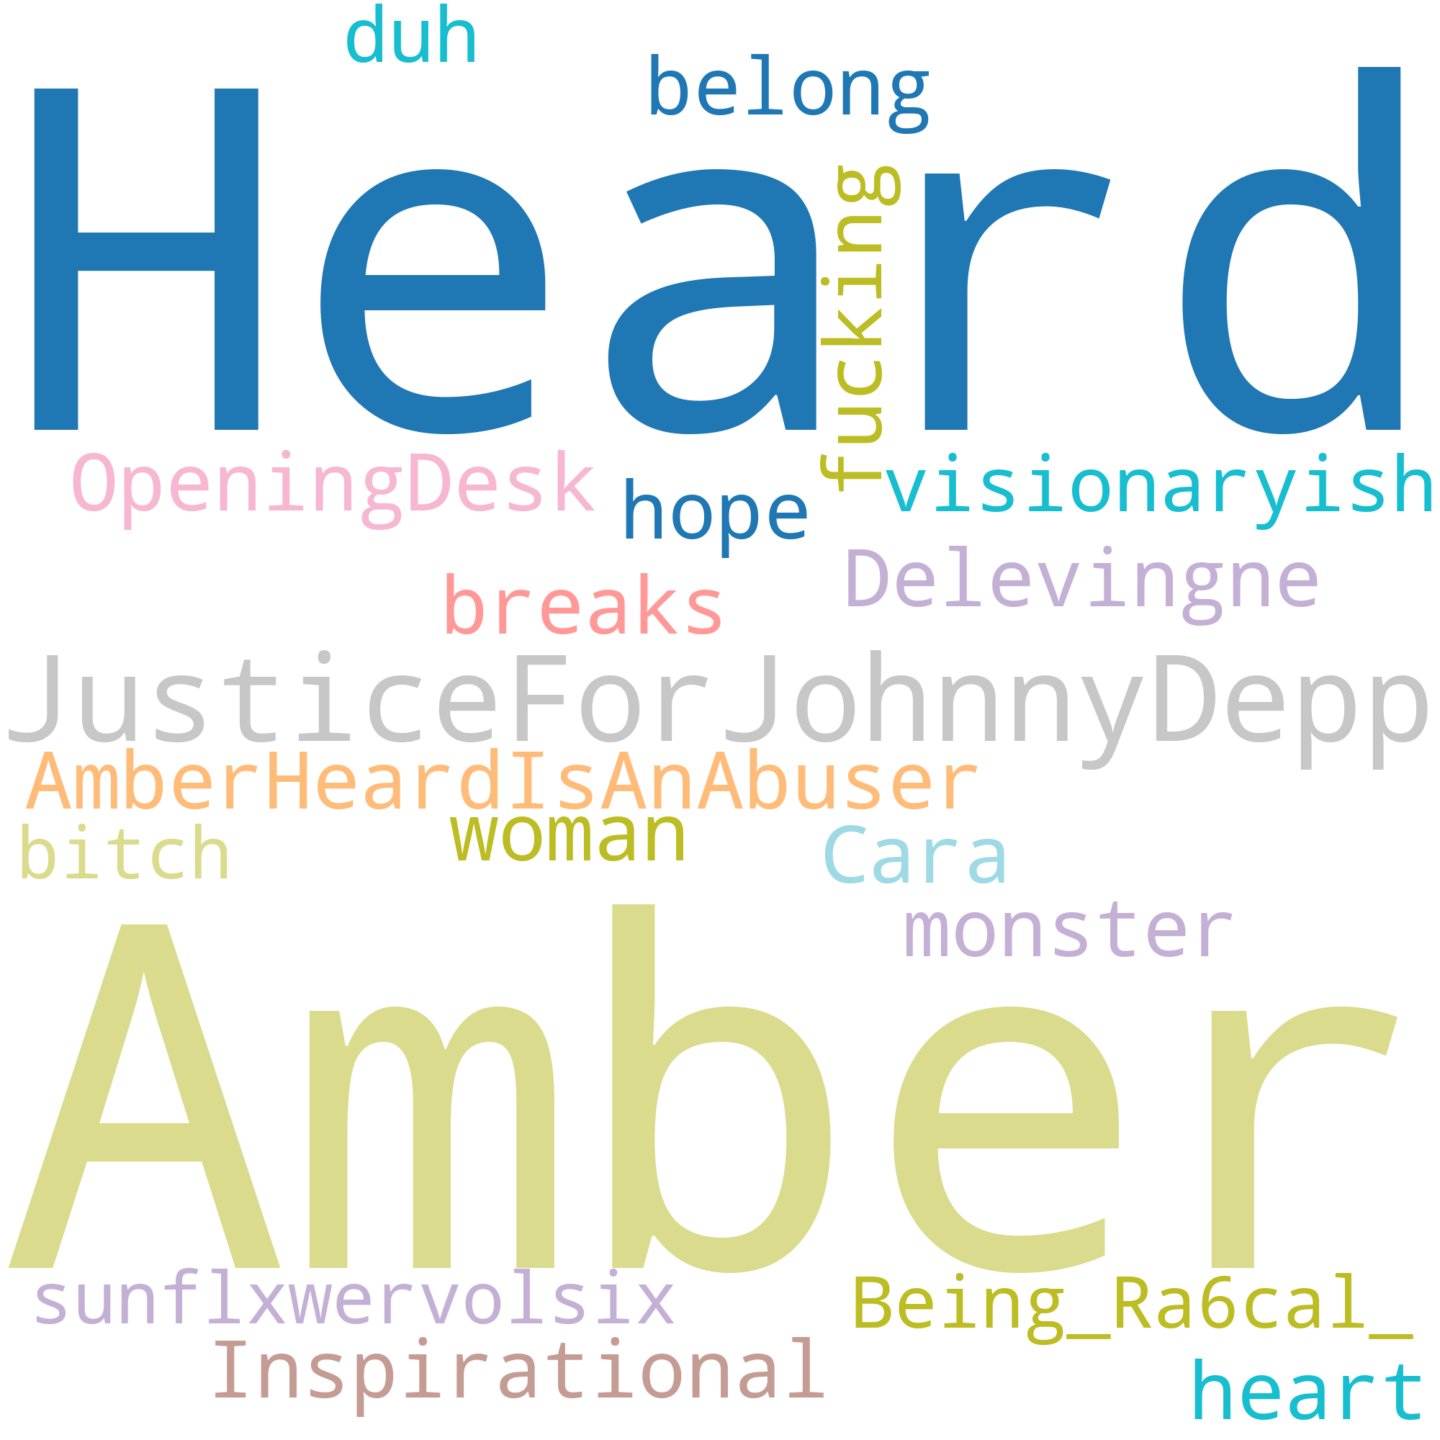 duh
belong
Heard
fucking
OpeningDesk
hope
visionaryish
Delevingne
breaks
JusticeForJohnnyDepp
AmberHeardIsAnAbuser
woman
bitch
Cara
monster
Amber
sunflxwervolsix
Being_Ra6cal_
Inspirational
heart